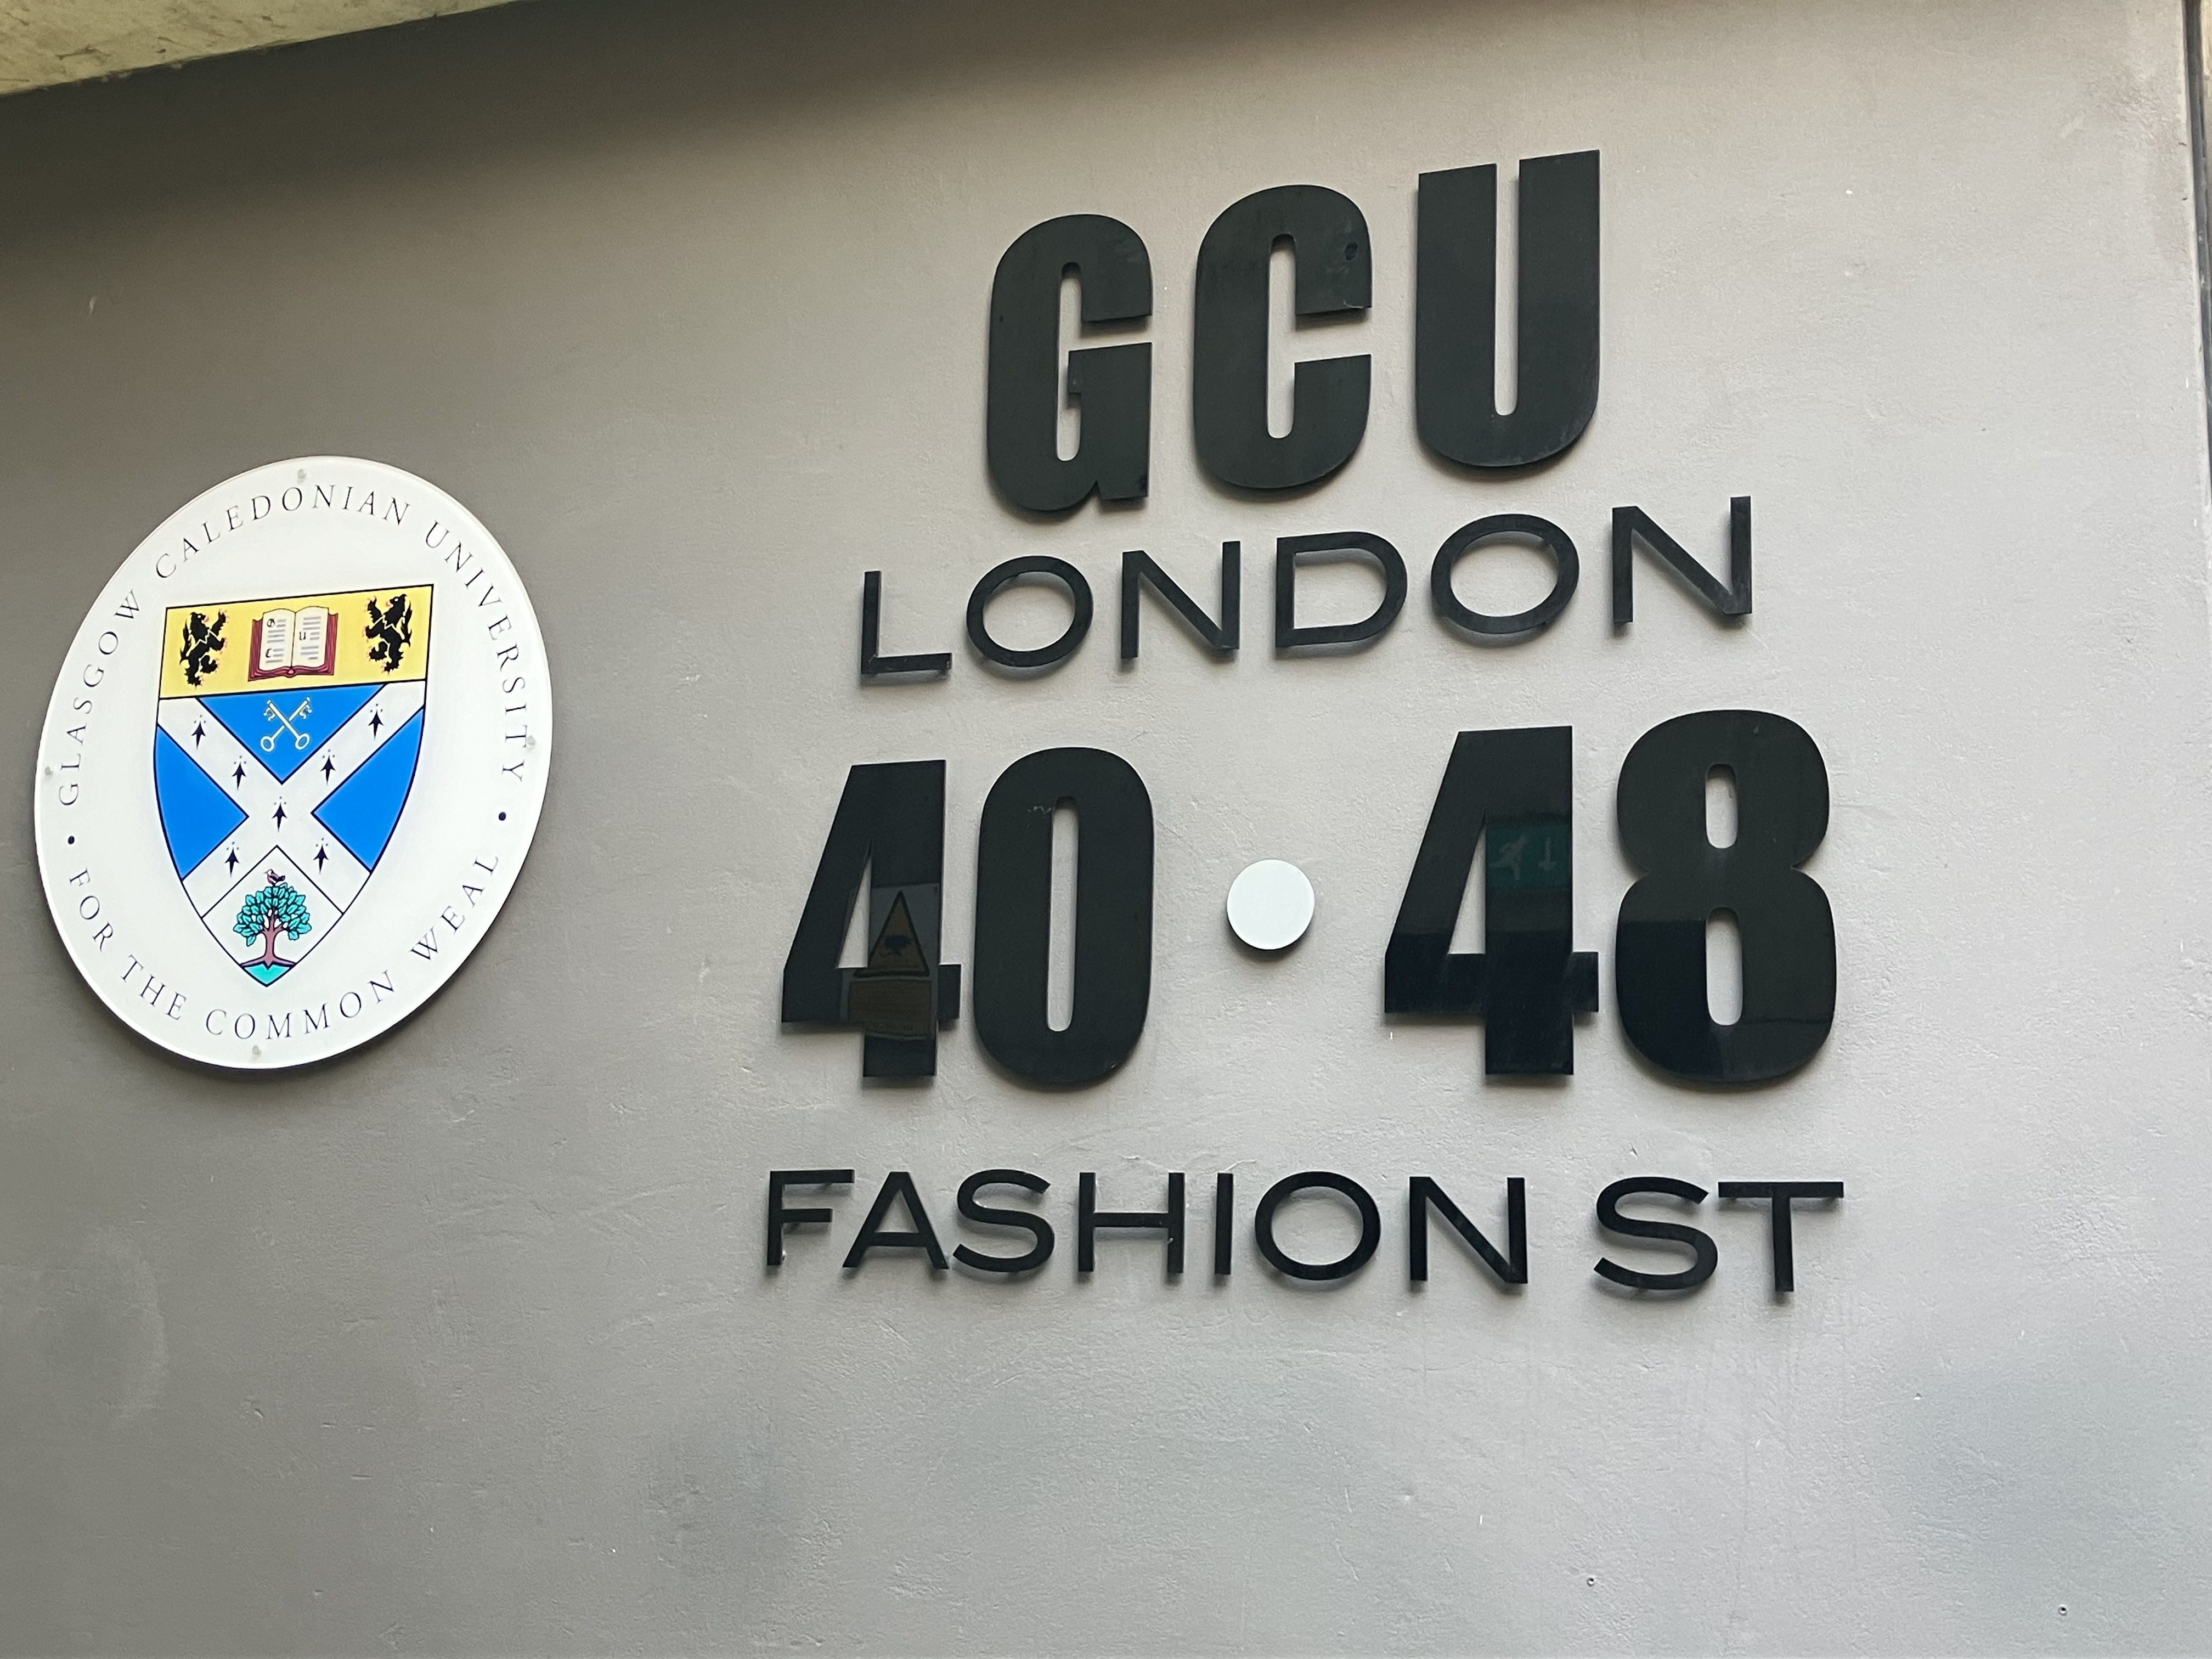 GLASGOW CALEDONIAN UNIVERSITY
• FOR THE COMMON WEAL •
G
C
U
GCU
LONDON
40 • 48
FASHION ST